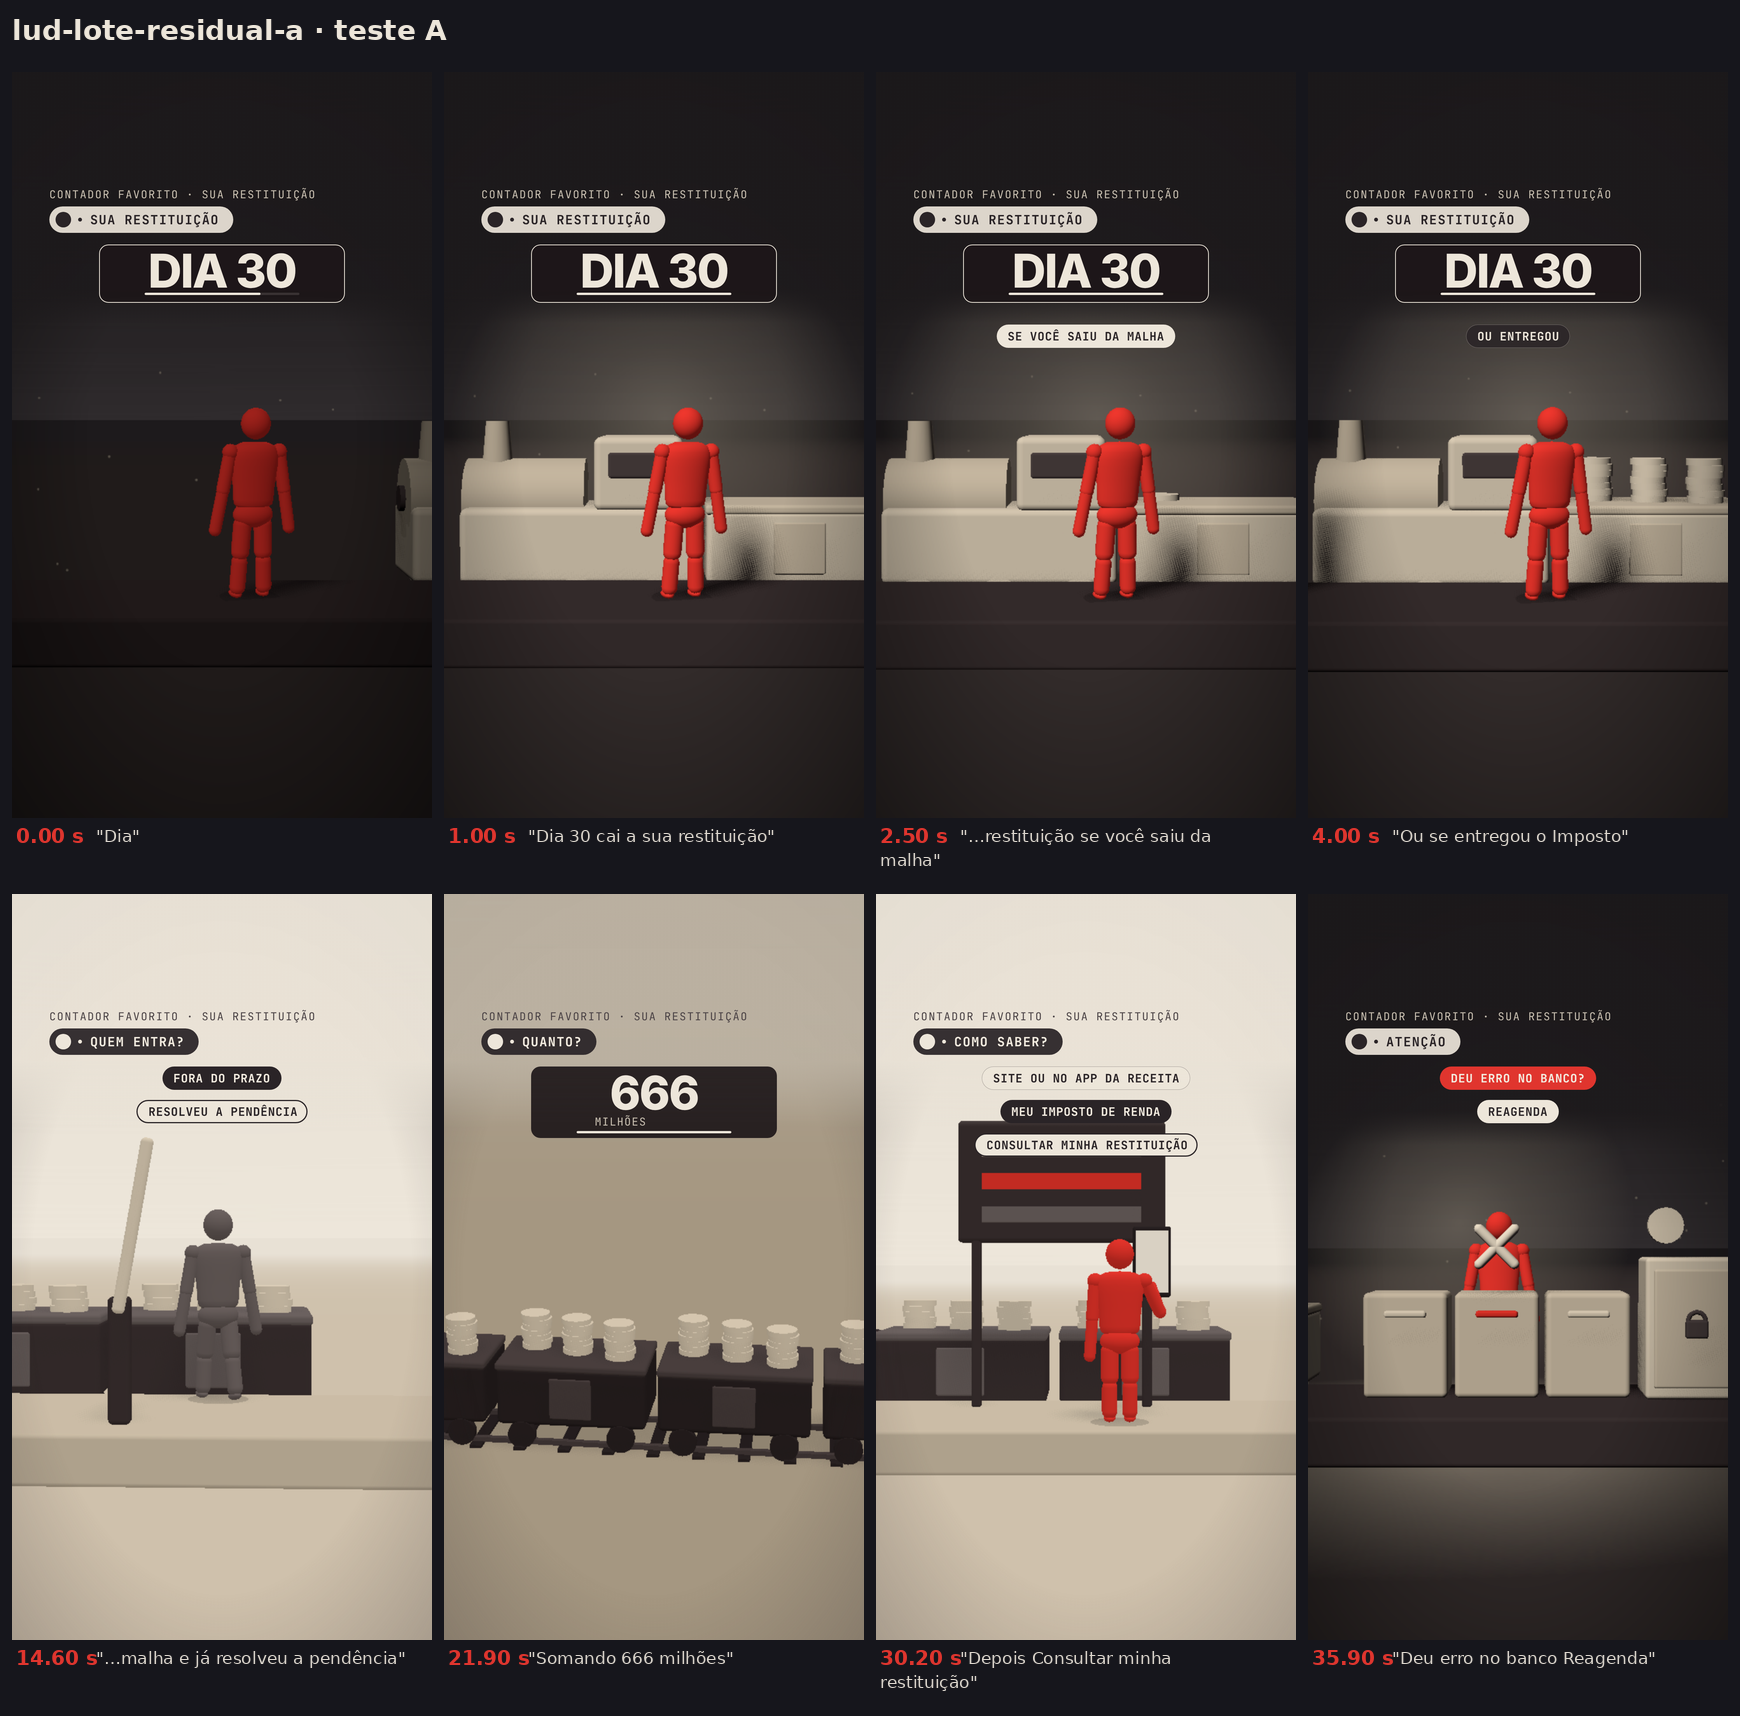 lud-lote-residual-a · teste A
CONTADOR FAVORITO · SUA RESTITUIÇÃO
• SUA RESTITUIÇÃO
DIA 30
0.00 s "Dia"
CONTADOR FAVORITO · SUA RESTITUIÇÃO
• SUA RESTITUIÇÃO
DIA 30
1.00 s "Dia 30 cai a sua restituição"
CONTADOR FAVORITO · SUA RESTITUIÇÃO
• SUA RESTITUIÇÃO
DIA 30
SE VOCÊ SAIU DA MALHA
2.50 s "...restituição se você saiu da
malha"
CONTADOR FAVORITO · SUA RESTITUIÇÃO
• SUA RESTITUIÇÃO
DIA 30
OU ENTREGOU
4.00 s "Ou se entregou o Imposto"
CONTADOR FAVORITO · SUA RESTITUIÇÃO
• QUEM ENTRA?
FORA DO PRAZO
RESOLVEU A PENDÊNCIA
14.60 s "...malha e já resolveu a pendência"
CONTADOR FAVORITO · SUA RESTITUIÇÃO
• QUANTO?
666
MILHÕES
21.90 s "Somando 666 milhões"
CONTADOR FAVORITO · SUA RESTITUIÇÃO
• COMO SABER?
SITE OU NO APP DA RECEITA
MEU IMPOSTO DE RENDA
CONSULTAR MINHA RESTITUIÇÃO
30.20 s "Depois Consultar minha
restituição"
CONTADOR FAVORITO · SUA RESTITUIÇÃO
• ATENÇÃO
DEU ERRO NO BANCO?
REAGENDA
35.90 s "Deu erro no banco Reagenda"